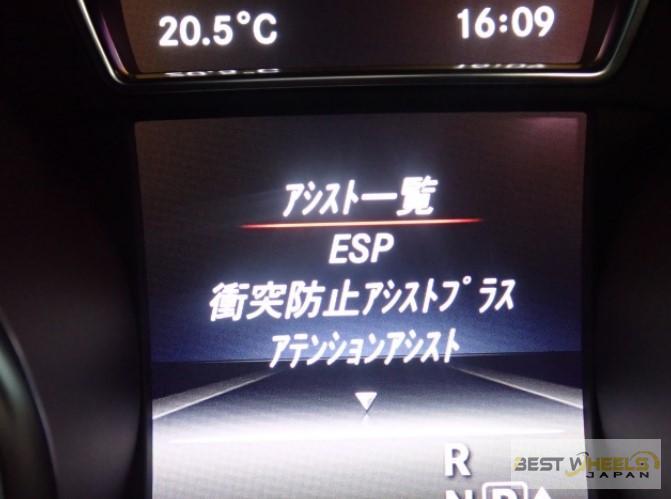 20.5°C 16:09
アシスト一覧
ESP
衝突防止アシストプラス
アテンションアシスト
R
N P
BEST WHEELS
JAPAN